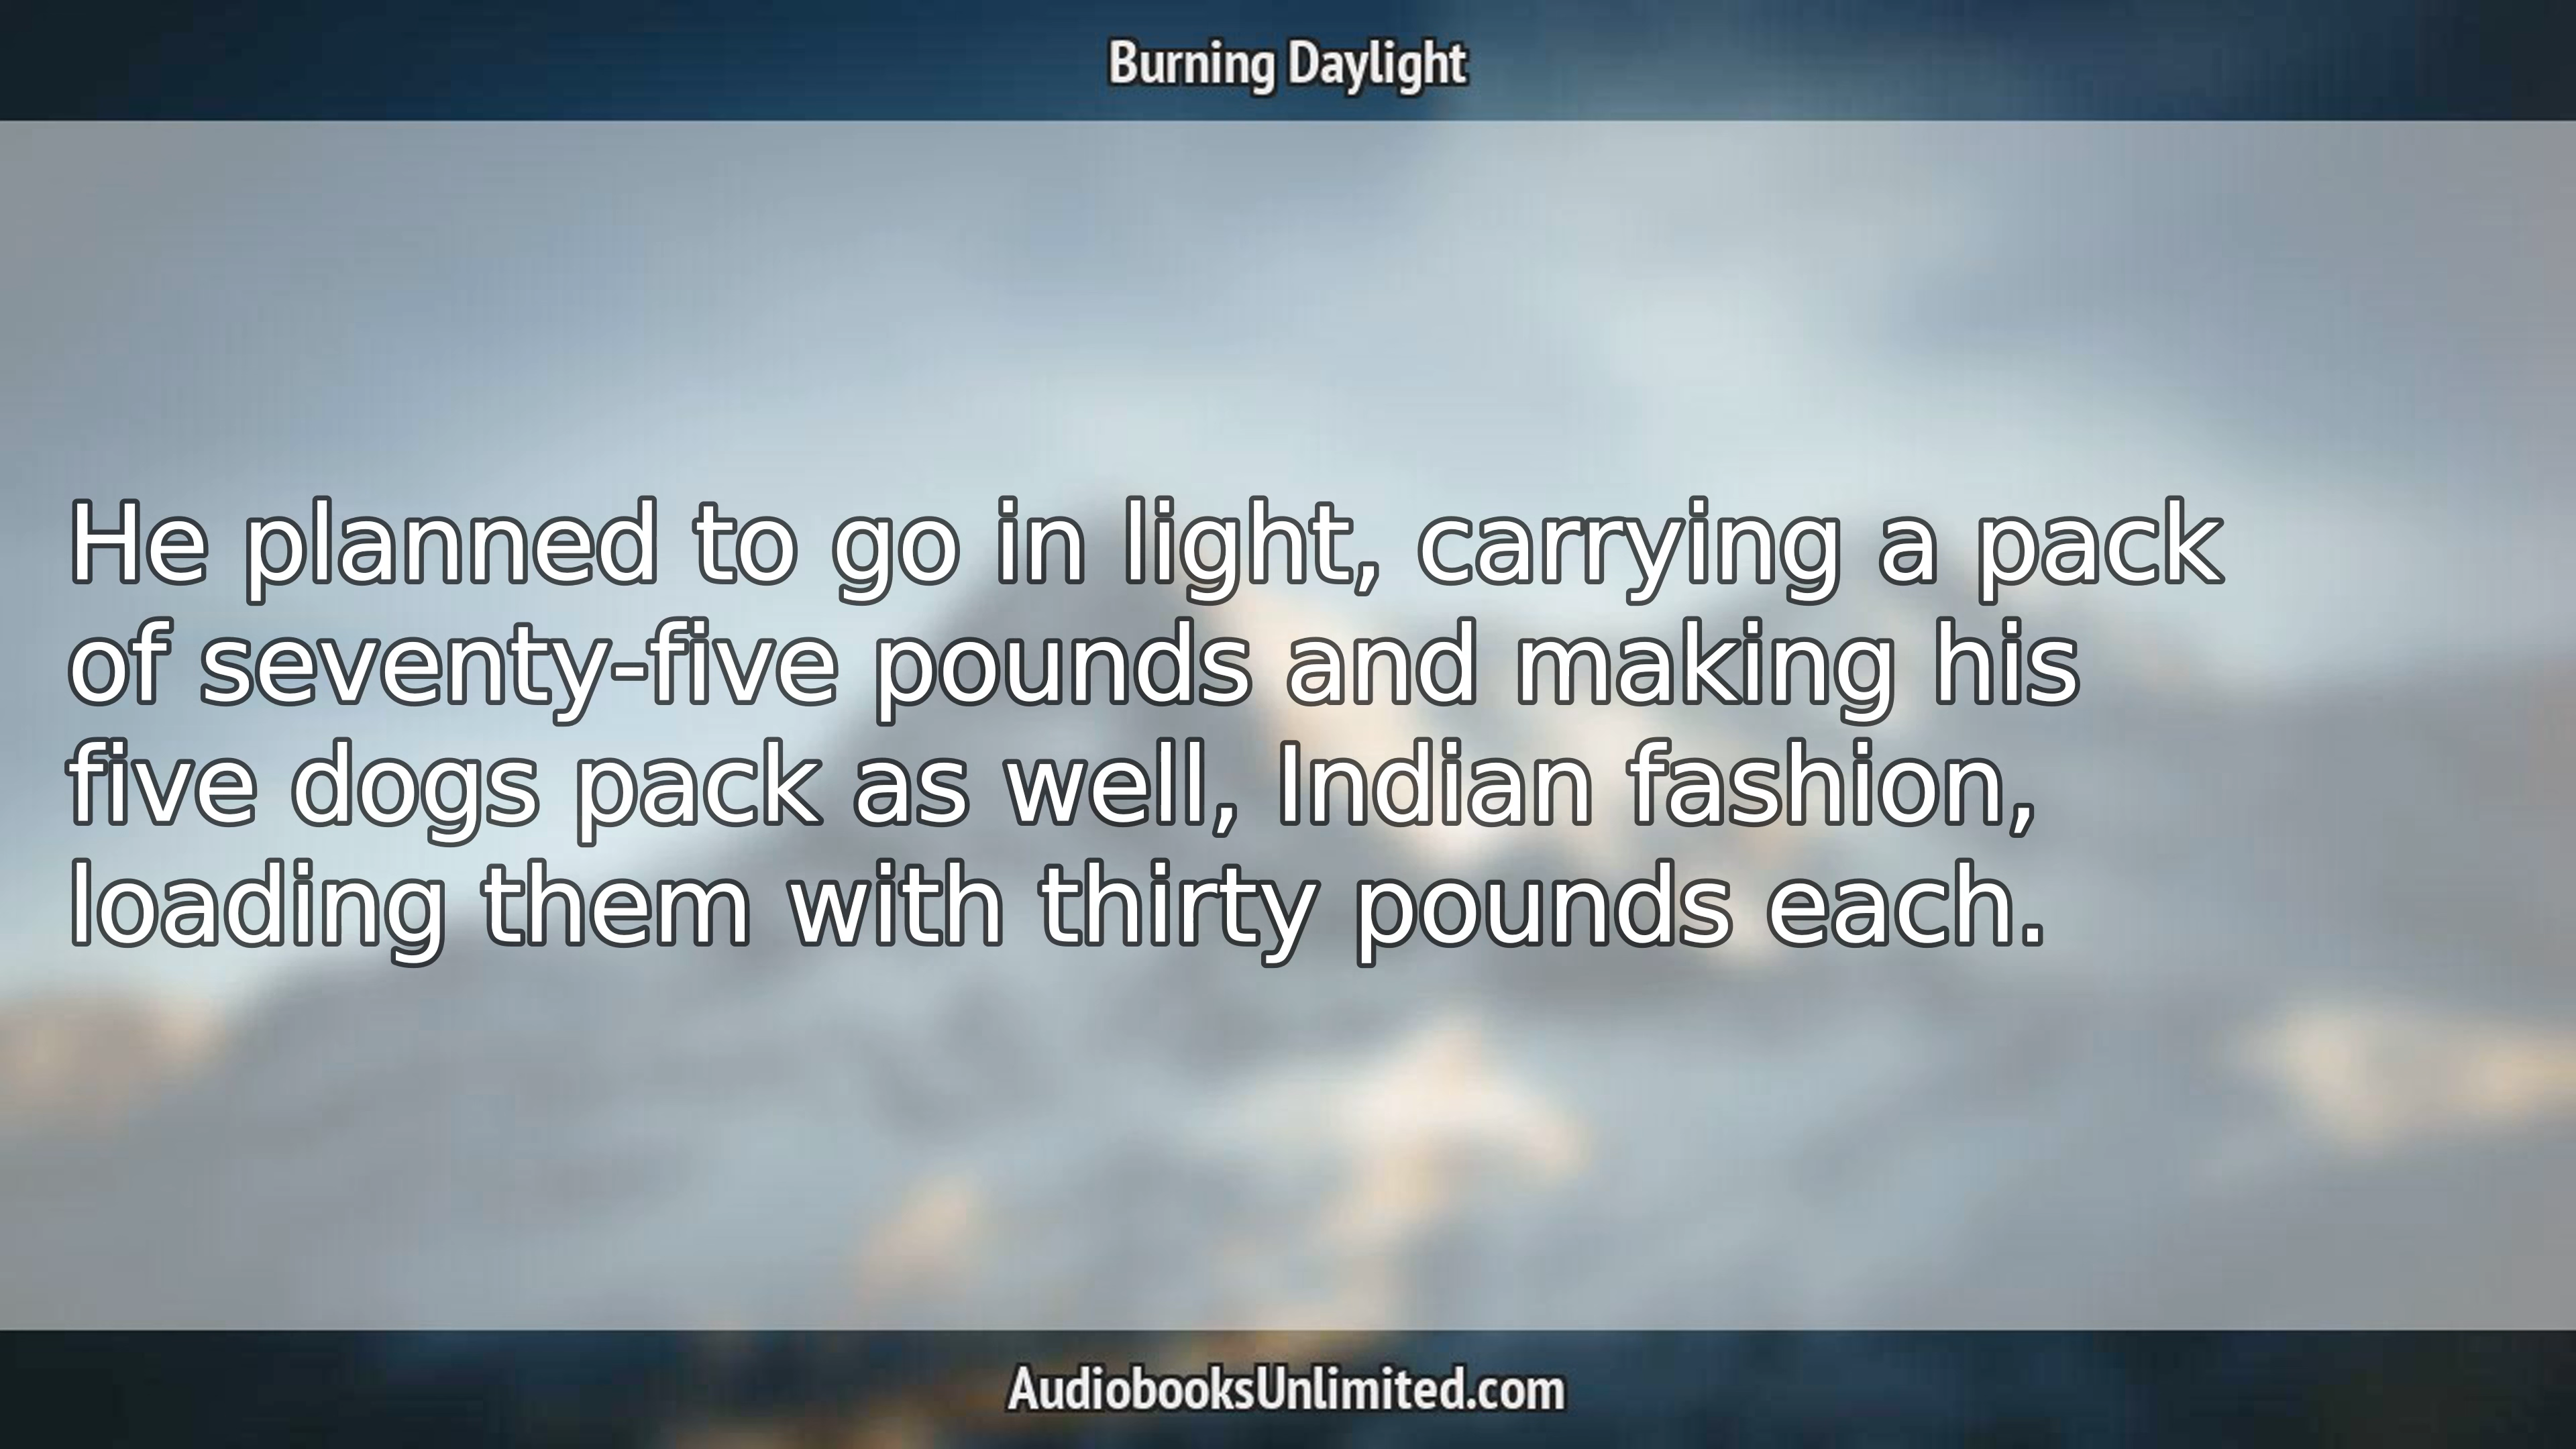 Burning Daylight
He planned to go in light, carrying a pack
of seventy-five pounds and making his
five dogs pack as well, Indian fashion,
loading them with thirty pounds each.
AudiobooksUnlimited.com